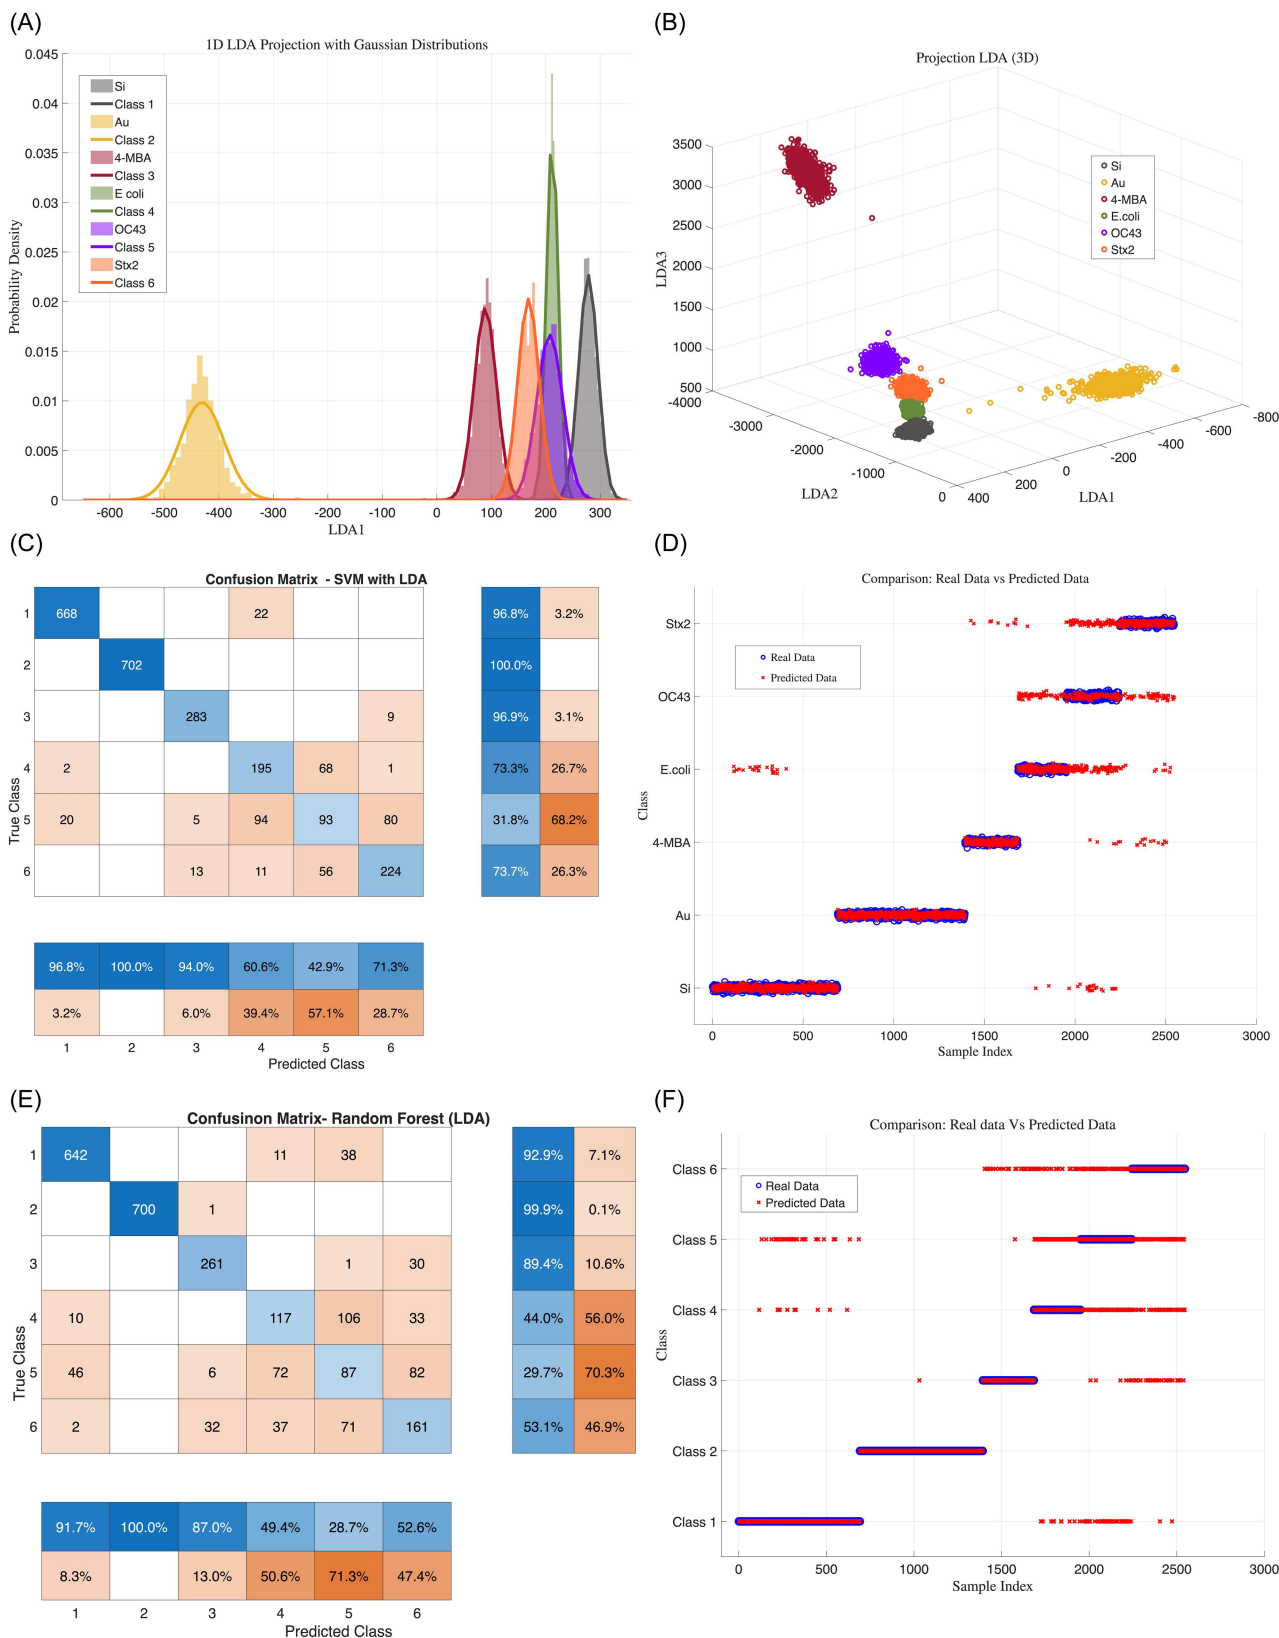 (A)
1D LDA Projection with Gaussian Distributions
0.045
0.04
0.035
0.03
0.025
0.02
0.015
0.01
0.005
0
Probability Density
Si
Class 1
Au
Class 2
4-MBA
Class 3
E coli
Class 4
OC43
Class 5
Stx2
Class 6
-600 -500 -400 -300 -200 -100 0 100 200 300
LDA1
(B)
Projection LDA (3D)
3500
3000
2500
2000
1500
1000
500
LDA3
Si
Au
4-MBA
E.coli
OC43
Stx2
-4000 -3000 -2000 -1000 0
LDA2
400 200 0 -200 -400 -600 -800
LDA1
(C)
Confusion Matrix - SVM with LDA
True Class
1 668 22 96.8% 3.2%
2 702 100.0%
3 283 9 96.9% 3.1%
4 2 195 68 1 73.3% 26.7%
5 20 5 94 93 80 31.8% 68.2%
6 13 11 56 224 73.7% 26.3%
96.8% 100.0% 94.0% 60.6% 42.9% 71.3%
3.2% 6.0% 39.4% 57.1% 28.7%
1 2 3 4 5 6
Predicted Class
(D)
Comparison: Real Data vs Predicted Data
Real Data
Predicted Data
Stx2
OC43
E.coli
4-MBA
Au
Si
Class
0 500 1000 1500 2000 2500 3000
Sample Index
(E)
Confusinon Matrix- Random Forest (LDA)
True Class
1 642 11 38 92.9% 7.1%
2 700 1 99.9% 0.1%
3 261 1 30 89.4% 10.6%
4 10 117 106 33 44.0% 56.0%
5 46 6 72 87 82 29.7% 70.3%
6 2 32 37 71 161 53.1% 46.9%
91.7% 100.0% 87.0% 49.4% 28.7% 52.6%
8.3% 13.0% 50.6% 71.3% 47.4%
1 2 3 4 5 6
Predicted Class
(F)
Comparison: Real data Vs Predicted Data
Real Data
Predicted Data
Class 6
Class 5
Class 4
Class 3
Class 2
Class 1
Class
0 500 1000 1500 2000 2500 3000
Sample Index